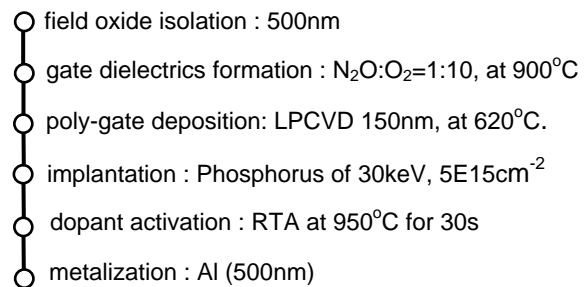 field oxide isolation : 500nm
gate dielectrics formation : N₂O:O₂=1:10, at 900°C
poly-gate deposition: LPCVD 150nm, at 620°C.
implantation : Phosphorus of 30keV, 5E15cm⁻²
dopant activation : RTA at 950°C for 30s
metalization : Al (500nm)